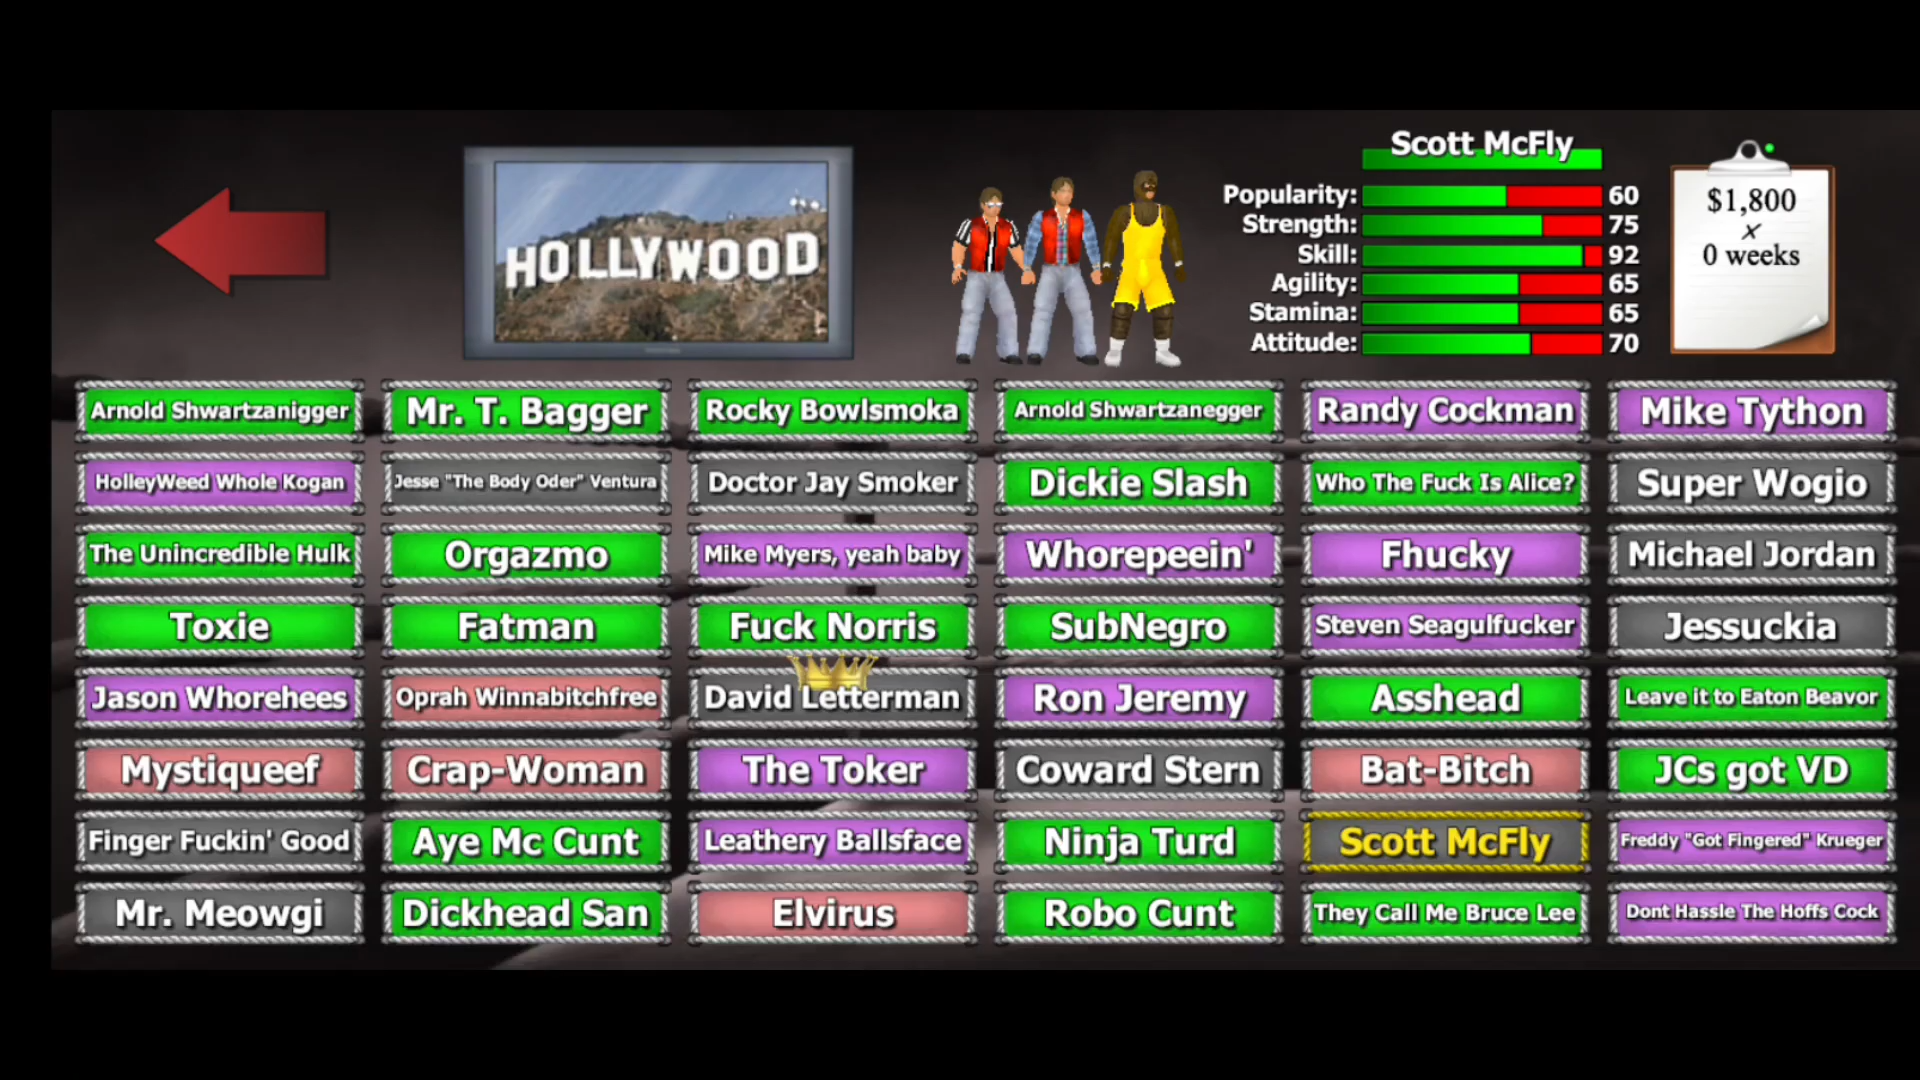 HOLLYWOOD
Scott McFly
Popularity: 60
Strength: 75
Skill: 92
Agility: 65
Stamina: 65
Attitude: 70
$1,800
x
0 weeks
Arnold Shwartzanigger
Mr. T. Bagger
Rocky Bowlsmoka
Arnold Shwartzanegger
Randy Cockman
Mike Tython
HolleyWeed Whole Kogan
Jesse "The Body Oder" Ventura
Doctor Jay Smoker
Dickie Slash
Who The Fuck Is Alice?
Super Wogio
The Unincredible Hulk
Orgazmo
Mike Myers, yeah baby
Whorepeein'
Fhucky
Michael Jordan
Toxie
Fatman
Fuck Norris
SubNegro
Steven Seagulfucker
Jessuckia
Jason Whorehees
Oprah Winnabitchfree
David Letterman
Ron Jeremy
Asshead
Leave it to Eaton Beavor
Mystiqueef
Crap-Woman
The Toker
Coward Stern
Bat-Bitch
JCs got VD
Finger Fuckin' Good
Aye Mc Cunt
Leathery Ballsface
Ninja Turd
Scott McFly
Freddy "Got Fingered" Krueger
Mr. Meowgi
Dickhead San
Elvirus
Robo Cunt
They Call Me Bruce Lee
Dont Hassle The Hoffs Cock